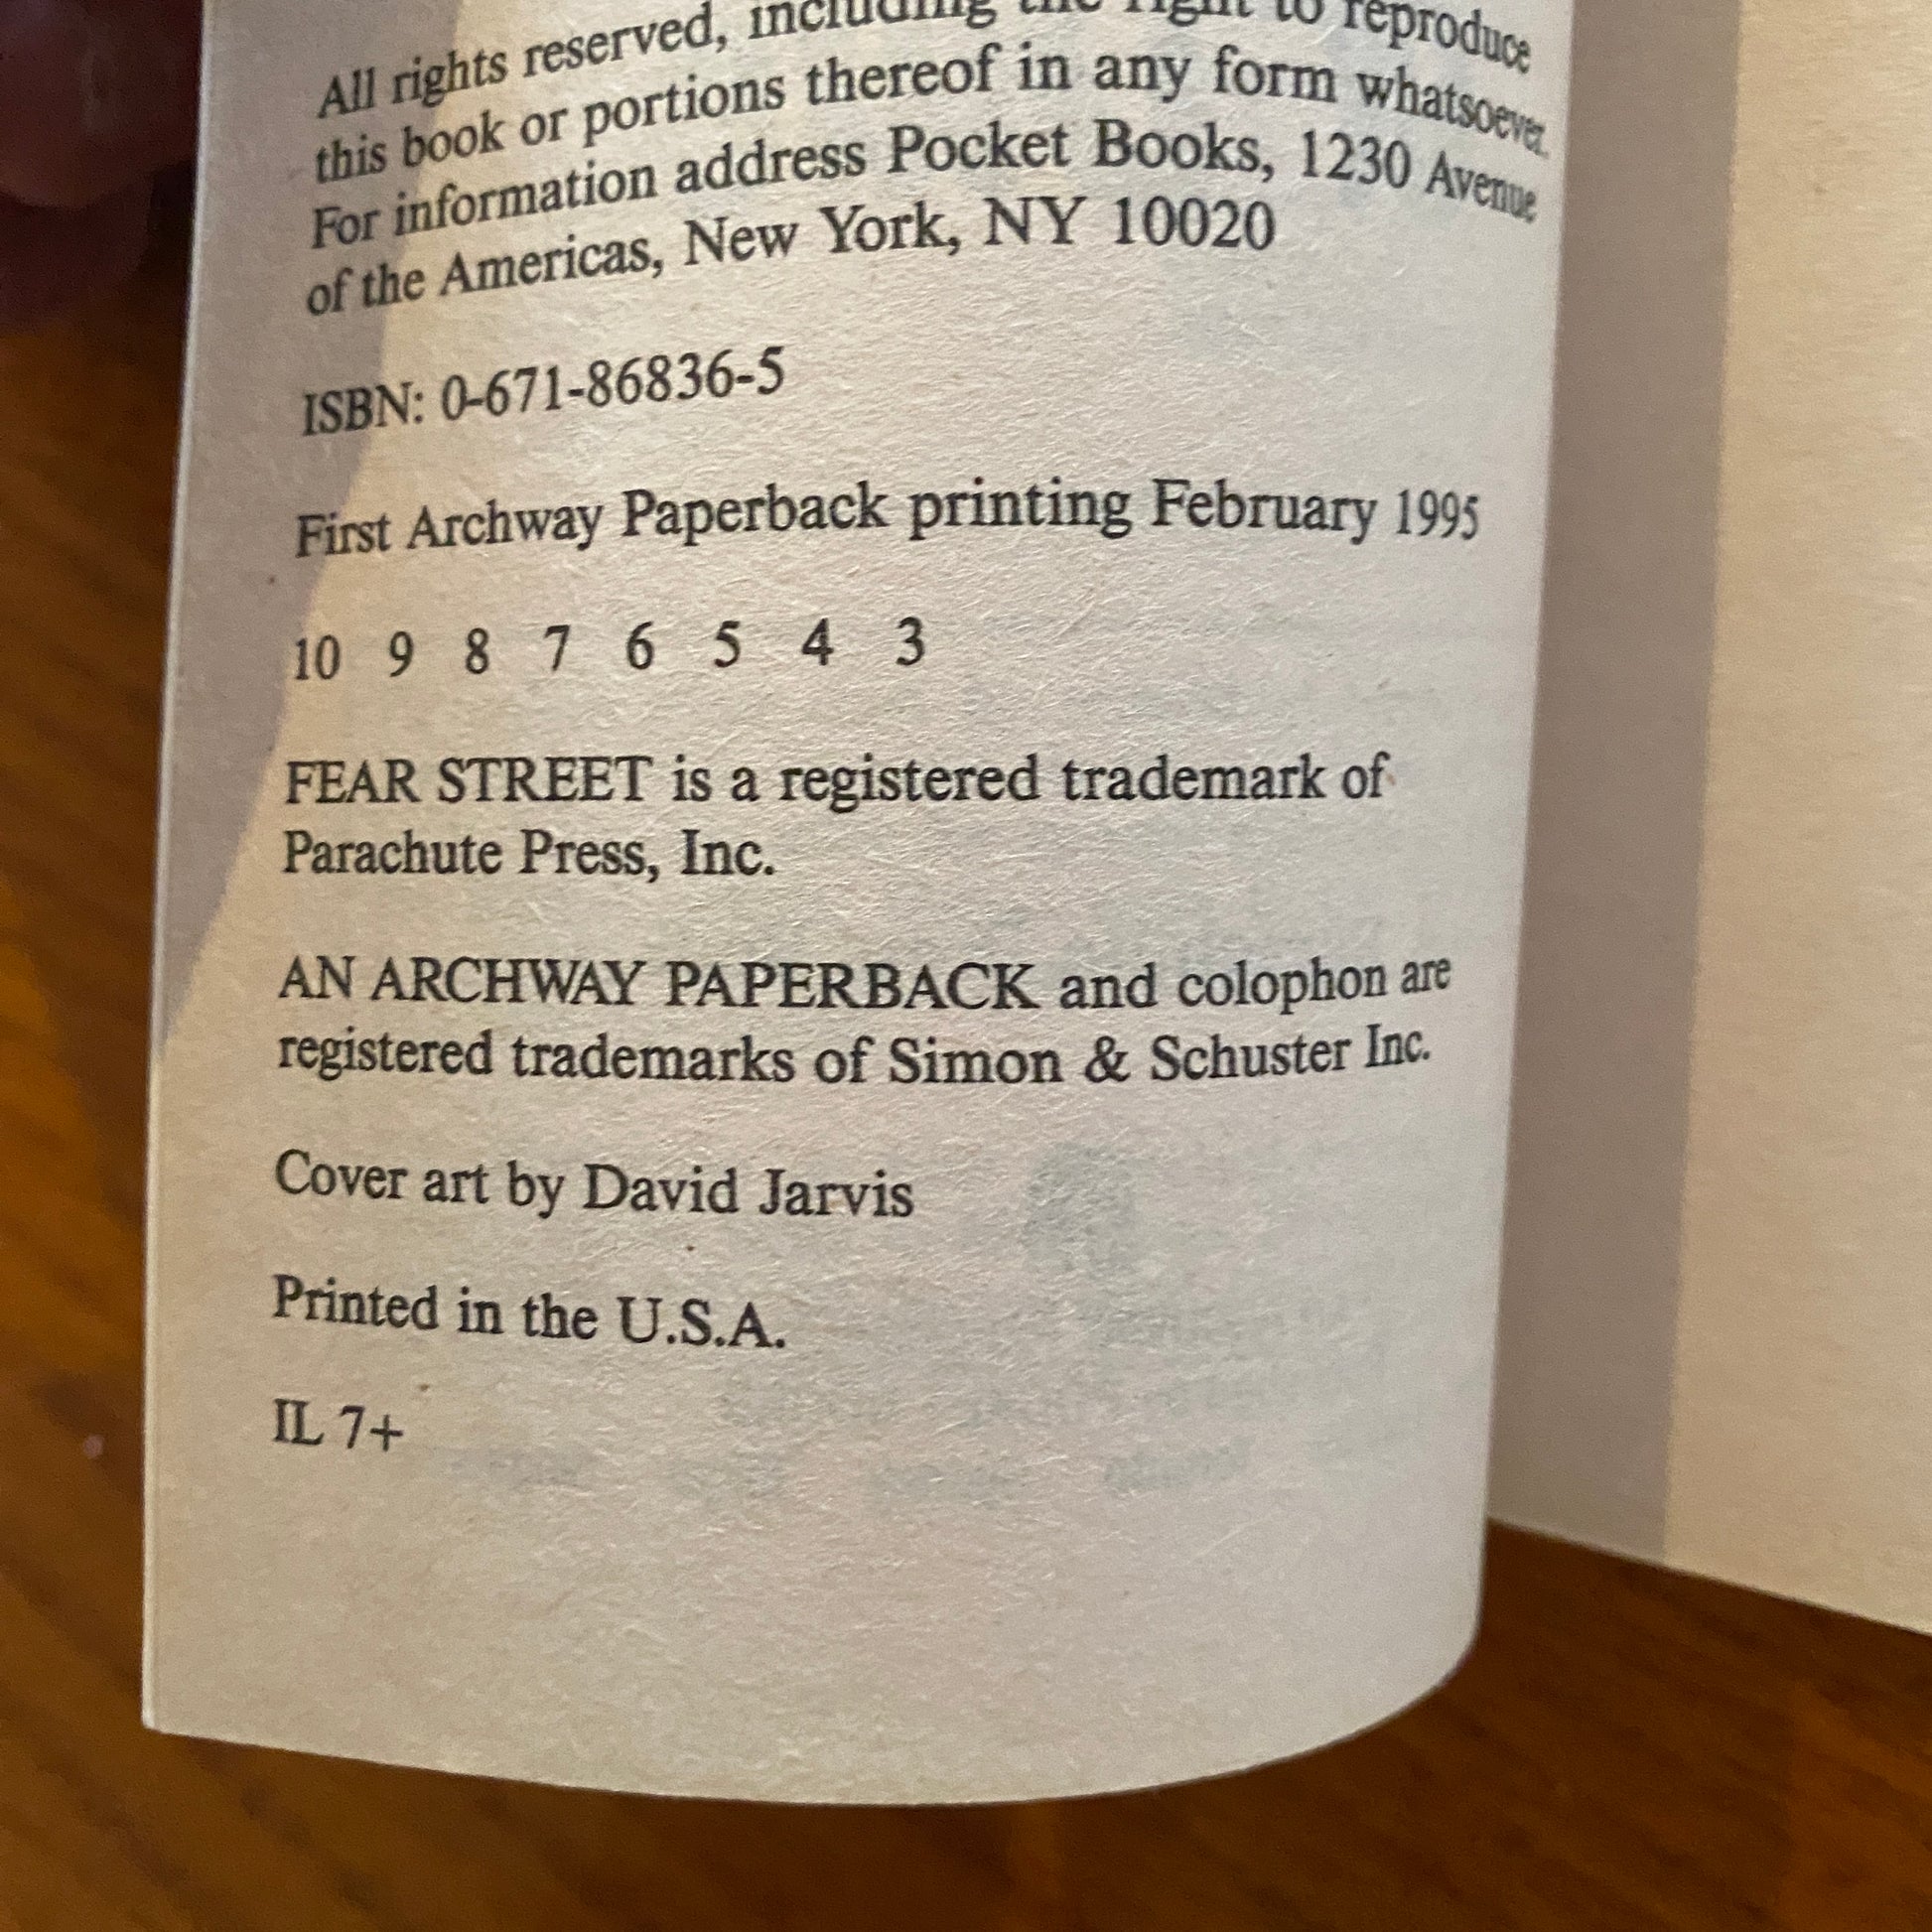 All rights reserved, including the right to reproduce
this book or portions thereof in any form whatsoever.
For information address Pocket Books, 1230 Avenue
of the Americas, New York, NY 10020
ISBN: 0-671-86836-5
First Archway Paperback printing February 1995
10 9 8 7 6 5 4 3
FEAR STREET is a registered trademark of
Parachute Press, Inc.
AN ARCHWAY PAPERBACK and colophon are
registered trademarks of Simon & Schuster Inc.
Cover art by David Jarvis
Printed in the U.S.A.
IL 7+